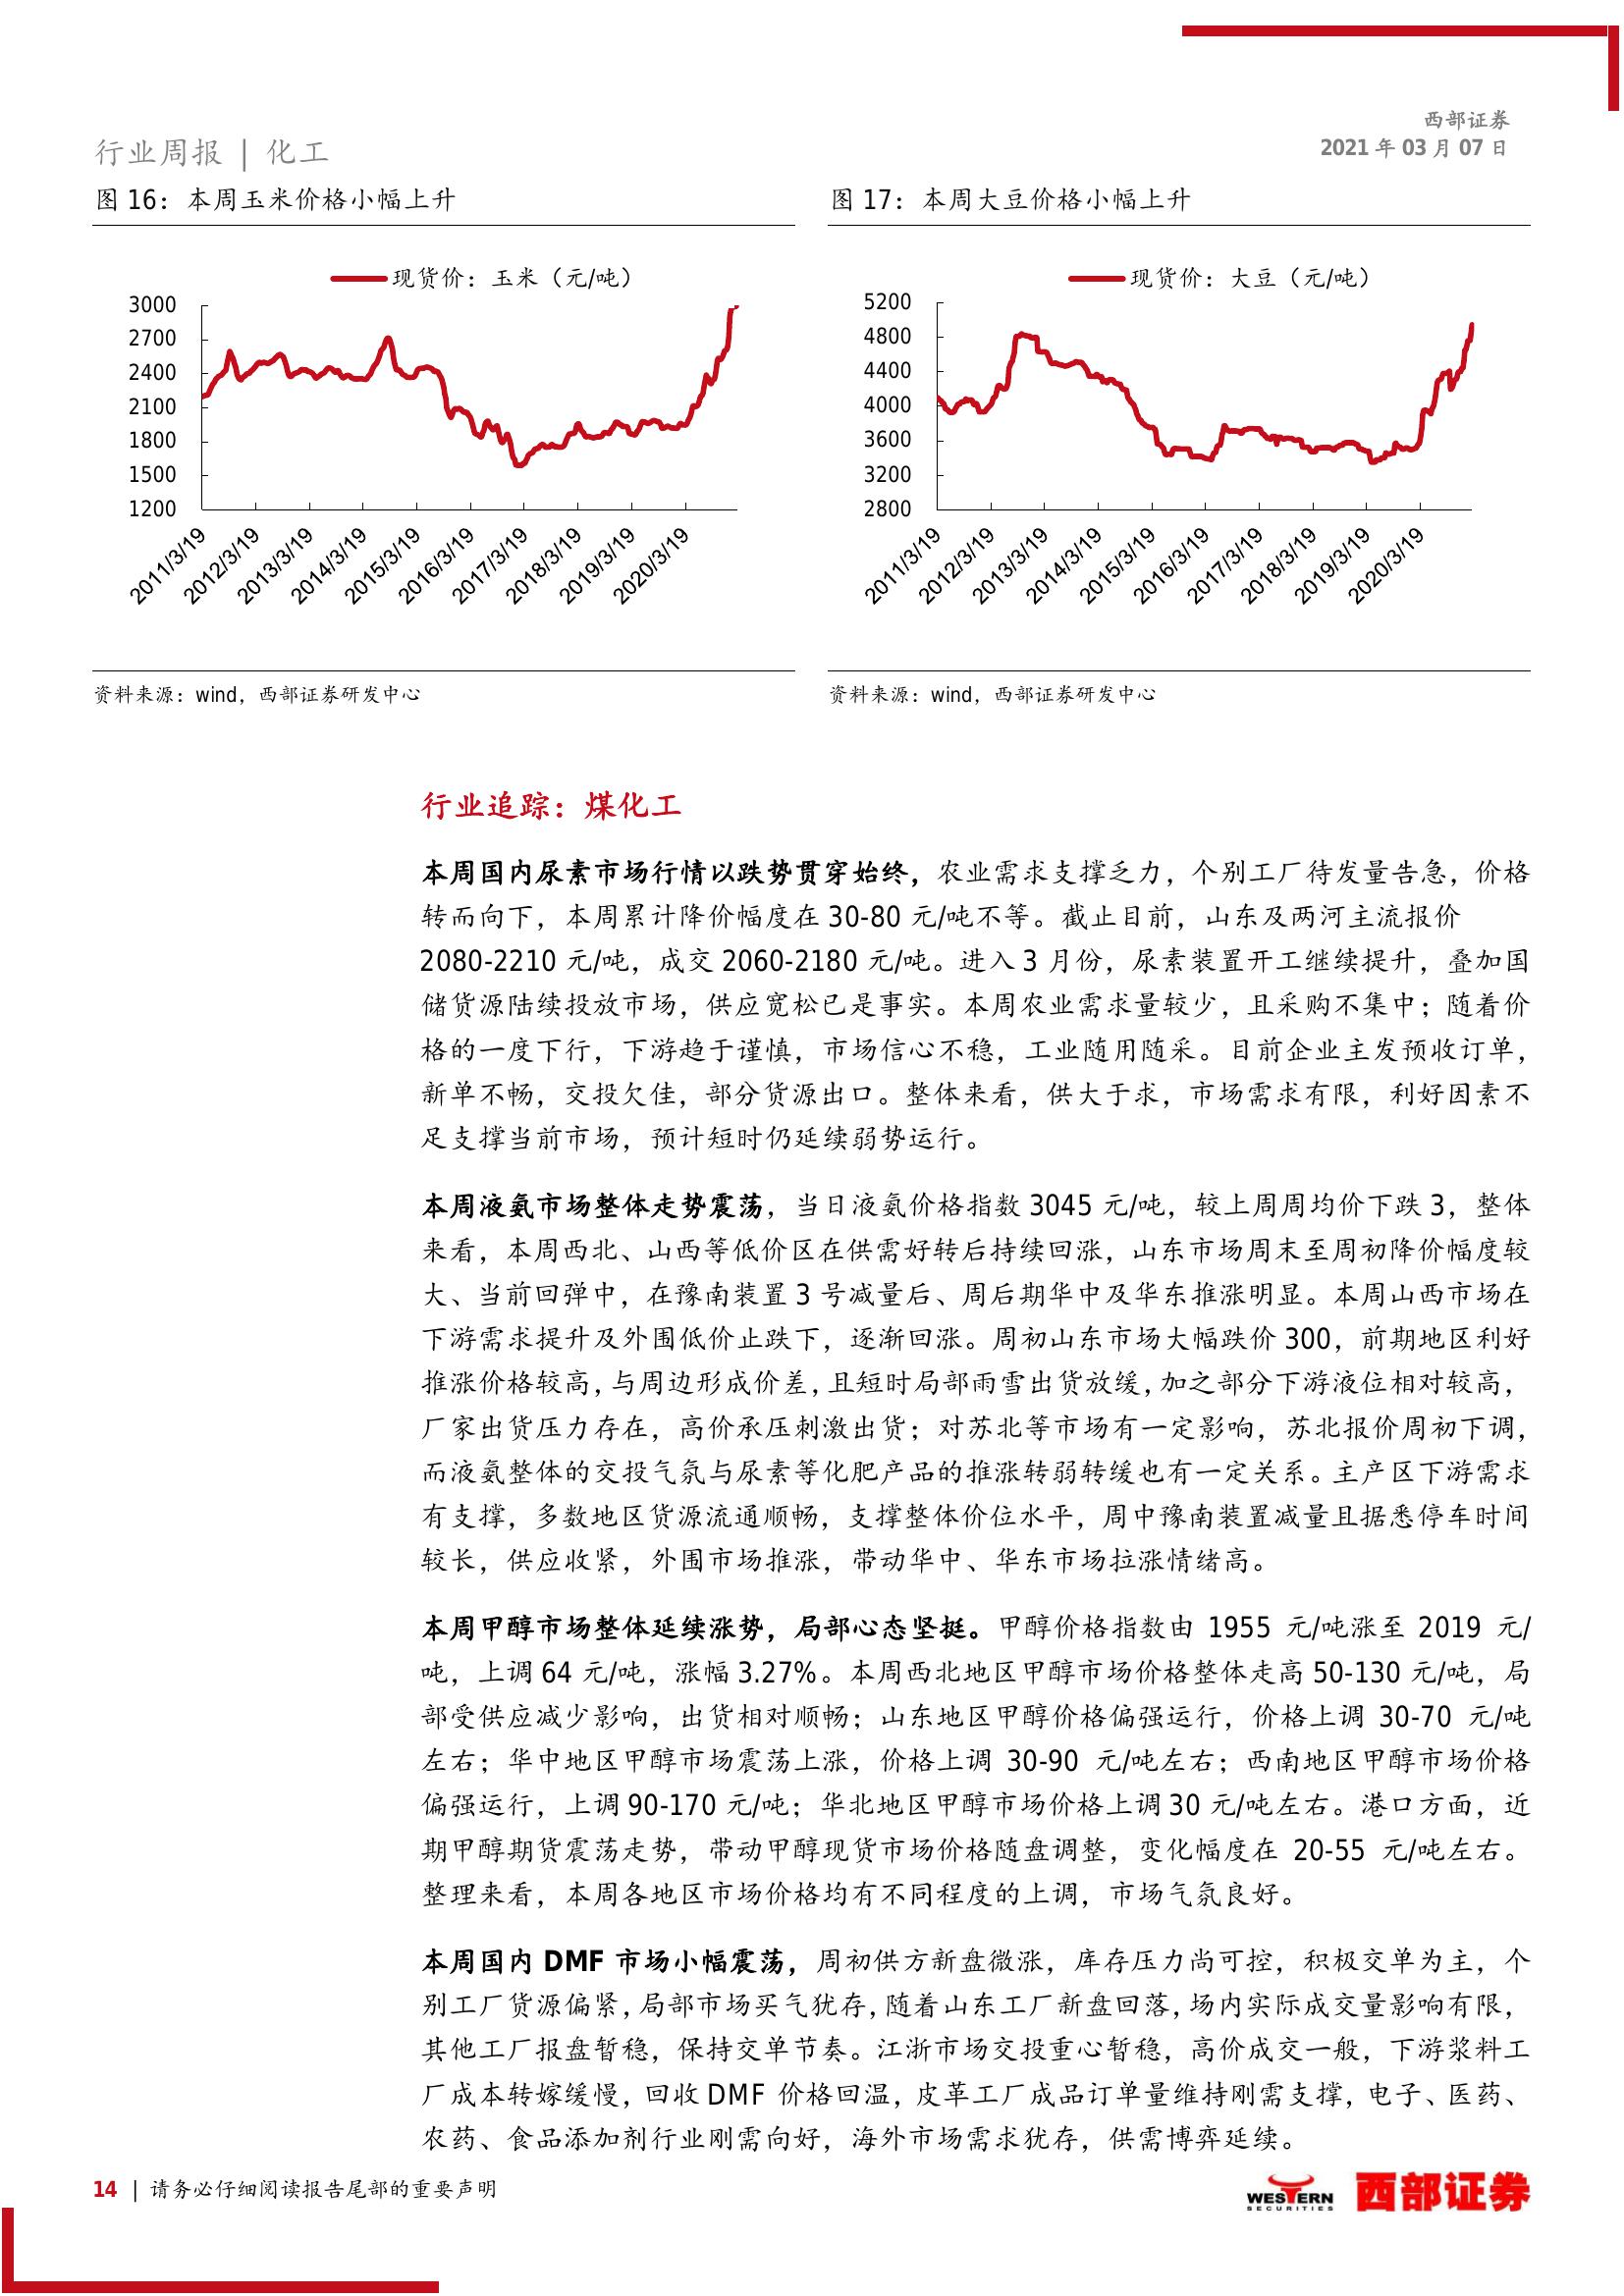 西部证券
2021 年 03 月 07 日
行业周报 | 化工
图 16：本周玉米价格小幅上升
现货价：玉米（元/吨）
3000
2700
2400
2100
1800
1500
1200
2011/3/19
2012/3/19
2013/3/19
2014/3/19
2015/3/19
2016/3/19
2017/3/19
2018/3/19
2019/3/19
2020/3/19
资料来源：wind，西部证券研发中心
图 17：本周大豆价格小幅上升
现货价：大豆（元/吨）
5200
4800
4400
4000
3600
3200
2800
2011/3/19
2012/3/19
2013/3/19
2014/3/19
2015/3/19
2016/3/19
2017/3/19
2018/3/19
2019/3/19
2020/3/19
资料来源：wind，西部证券研发中心
行业追踪：煤化工
本周国内尿素市场行情以跌势贯穿始终，农业需求支撑乏力，个别工厂待发量告急，价格
转而向下，本周累计降价幅度在 30-80 元/吨不等。截止目前，山东及两河主流报价
2080-2210 元/吨，成交 2060-2180 元/吨。进入 3 月份，尿素装置开工继续提升，叠加国
储货源陆续投放市场，供应宽松已是事实。本周农业需求量较少，且采购不集中；随着价
格的一度下行，下游趋于谨慎，市场信心不稳，工业随用随采。目前企业主发预收订单，
新单不畅，交投欠佳，部分货源出口。整体来看，供大于求，市场需求有限，利好因素不
足支撑当前市场，预计短时仍延续弱势运行。
本周液氨市场整体走势震荡，当日液氨价格指数 3045 元/吨，较上周周均价下跌 3，整体
来看，本周西北、山西等低价区在供需好转后持续回涨，山东市场周末至周初降价幅度较
大、当前回弹中，在豫南装置 3 号减量后、周后期华中及华东推涨明显。本周山西市场在
下游需求提升及外围低价止跌下，逐渐回涨。周初山东市场大幅跌价 300，前期地区利好
推涨价格较高，与周边形成价差，且短时局部雨雪出货放缓，加之部分下游液位相对较高，
厂家出货压力存在，高价承压刺激出货；对苏北等市场有一定影响，苏北报价周初下调，
而液氨整体的交投气氛与尿素等化肥产品的推涨转弱转缓也有一定关系。主产区下游需求
有支撑，多数地区货源流通顺畅，支撑整体价位水平，周中豫南装置减量且据悉停车时间
较长，供应收紧，外围市场推涨，带动华中、华东市场拉涨情绪高。
本周甲醇市场整体延续涨势，局部心态坚挺。甲醇价格指数由 1955 元/吨涨至 2019 元/
吨，上调 64 元/吨，涨幅 3.27%。本周西北地区甲醇市场价格整体走高 50-130 元/吨，局
部受供应减少影响，出货相对顺畅；山东地区甲醇价格偏强运行，价格上调 30-70 元/吨
左右；华中地区甲醇市场震荡上涨，价格上调 30-90 元/吨左右；西南地区甲醇市场价格
偏强运行，上调 90-170 元/吨；华北地区甲醇市场价格上调 30 元/吨左右。港口方面，近
期甲醇期货震荡走势，带动甲醇现货市场价格随盘调整，变化幅度在 20-55 元/吨左右。
整理来看，本周各地区市场价格均有不同程度的上调，市场气氛良好。
本周国内 DMF 市场小幅震荡，周初供方新盘微涨，库存压力尚可控，积极交单为主，个
别工厂货源偏紧，局部市场买气犹存，随着山东工厂新盘回落，场内实际成交量影响有限，
其他工厂报盘暂稳，保持交单节奏。江浙市场交投重心暂稳，高价成交一般，下游浆料工
厂成本转嫁缓慢，回收 DMF 价格回温，皮革工厂成品订单量维持刚需支撑，电子、医药、
农药、食品添加剂行业刚需向好，海外市场需求犹存，供需博弈延续。
14 | 请务必仔细阅读报告尾部的重要声明
WESTERN
SECURITIES
西部证券